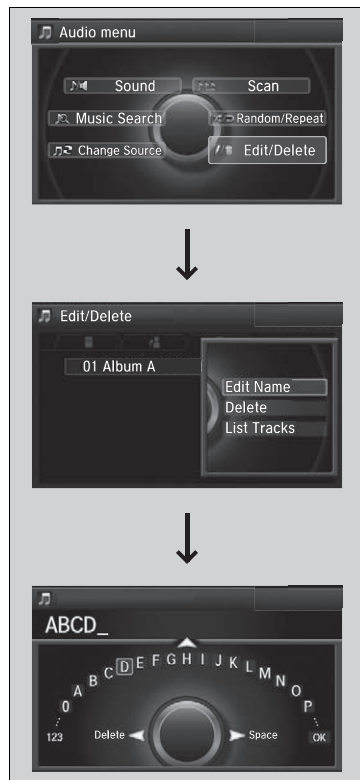 Audio menu
Sound Scan
Music Search Random/Repeat
Change Source Edit/Delete
Edit/Delete
01 Album A
Edit Name
Delete
List Tracks
ABCD_
0 A B C D E F G H I J K L M N O P
123 Delete Space OK